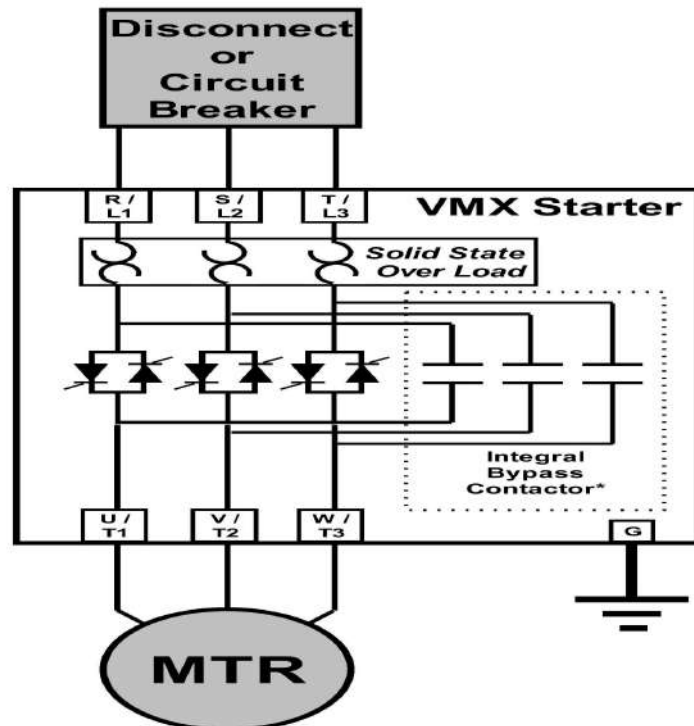 Disconnect
or
Circuit
Breaker
R /
L1
S /
L2
T /
L3
VMX Starter
Solid State
Over Load
Integral
Bypass
Contactor*
U /
T1
V /
T2
W /
T3
G
MTR